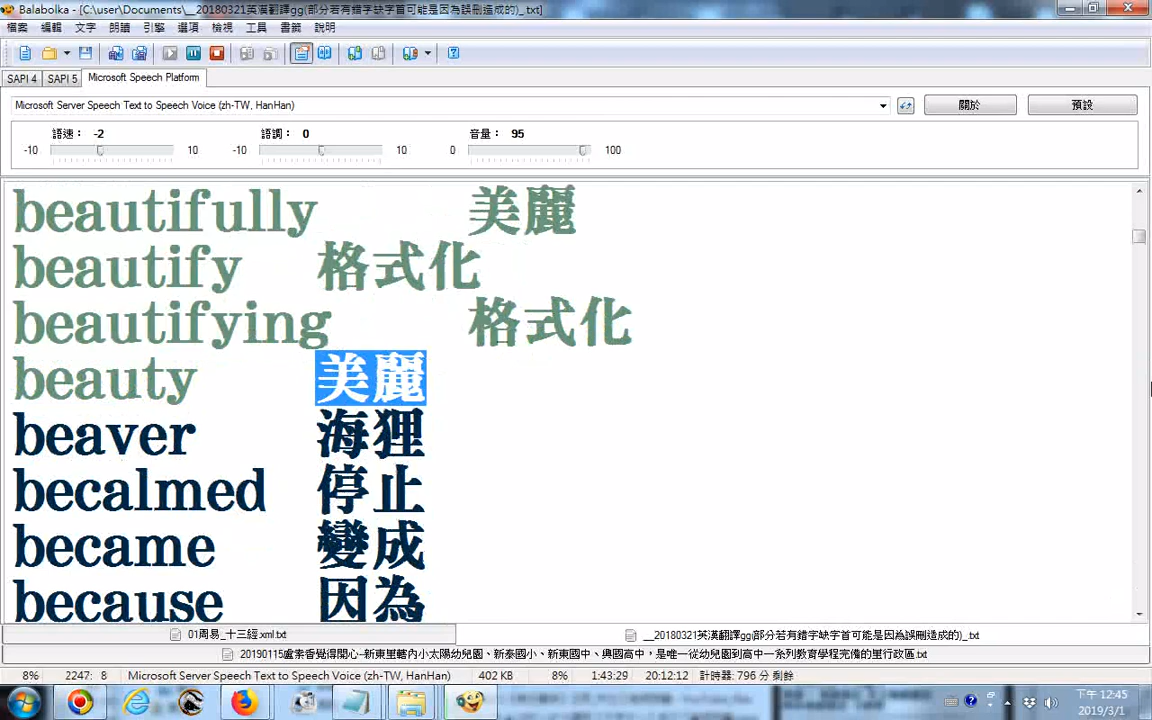 Balabolka - [C:\user\Documents\__20180321英漢翻譯gg(部分若有錯字缺字首可能是因為誤刪造成的)_.txt]
檔案 編輯 文字 朗讀 引擎 選項 檢視 工具 書籤 說明
SAPI 4 SAPI 5 Microsoft Speech Platform
Microsoft Server Speech Text to Speech Voice (zh-TW, HanHan) 關於 預設
語速： -2 語調： 0 音量： 95
-10 10 -10 10 0 100
beautifully 美麗
beautify 格式化
beautifying 格式化
beauty 美麗
beaver 海狸
becalmed 停止
became 變成
because 因為
01周易_十三經.xml.txt __20180321英漢翻譯gg(部分若有錯字缺字首可能是因為誤刪造成的)_.txt
20190115盧素香覺得開心-新東里轄內小太陽幼兒園、新泰國小、新東國中、興國高中，是唯一從幼兒園到高中一系列教育學程完備的里行政區.txt
8% 2247: 8 Microsoft Server Speech Text to Speech Voice (zh-TW, HanHan) 402 KB 8% 1:43:29 20:12:12 計時器: 796 分 剩餘
下午 12:45
2019/3/1